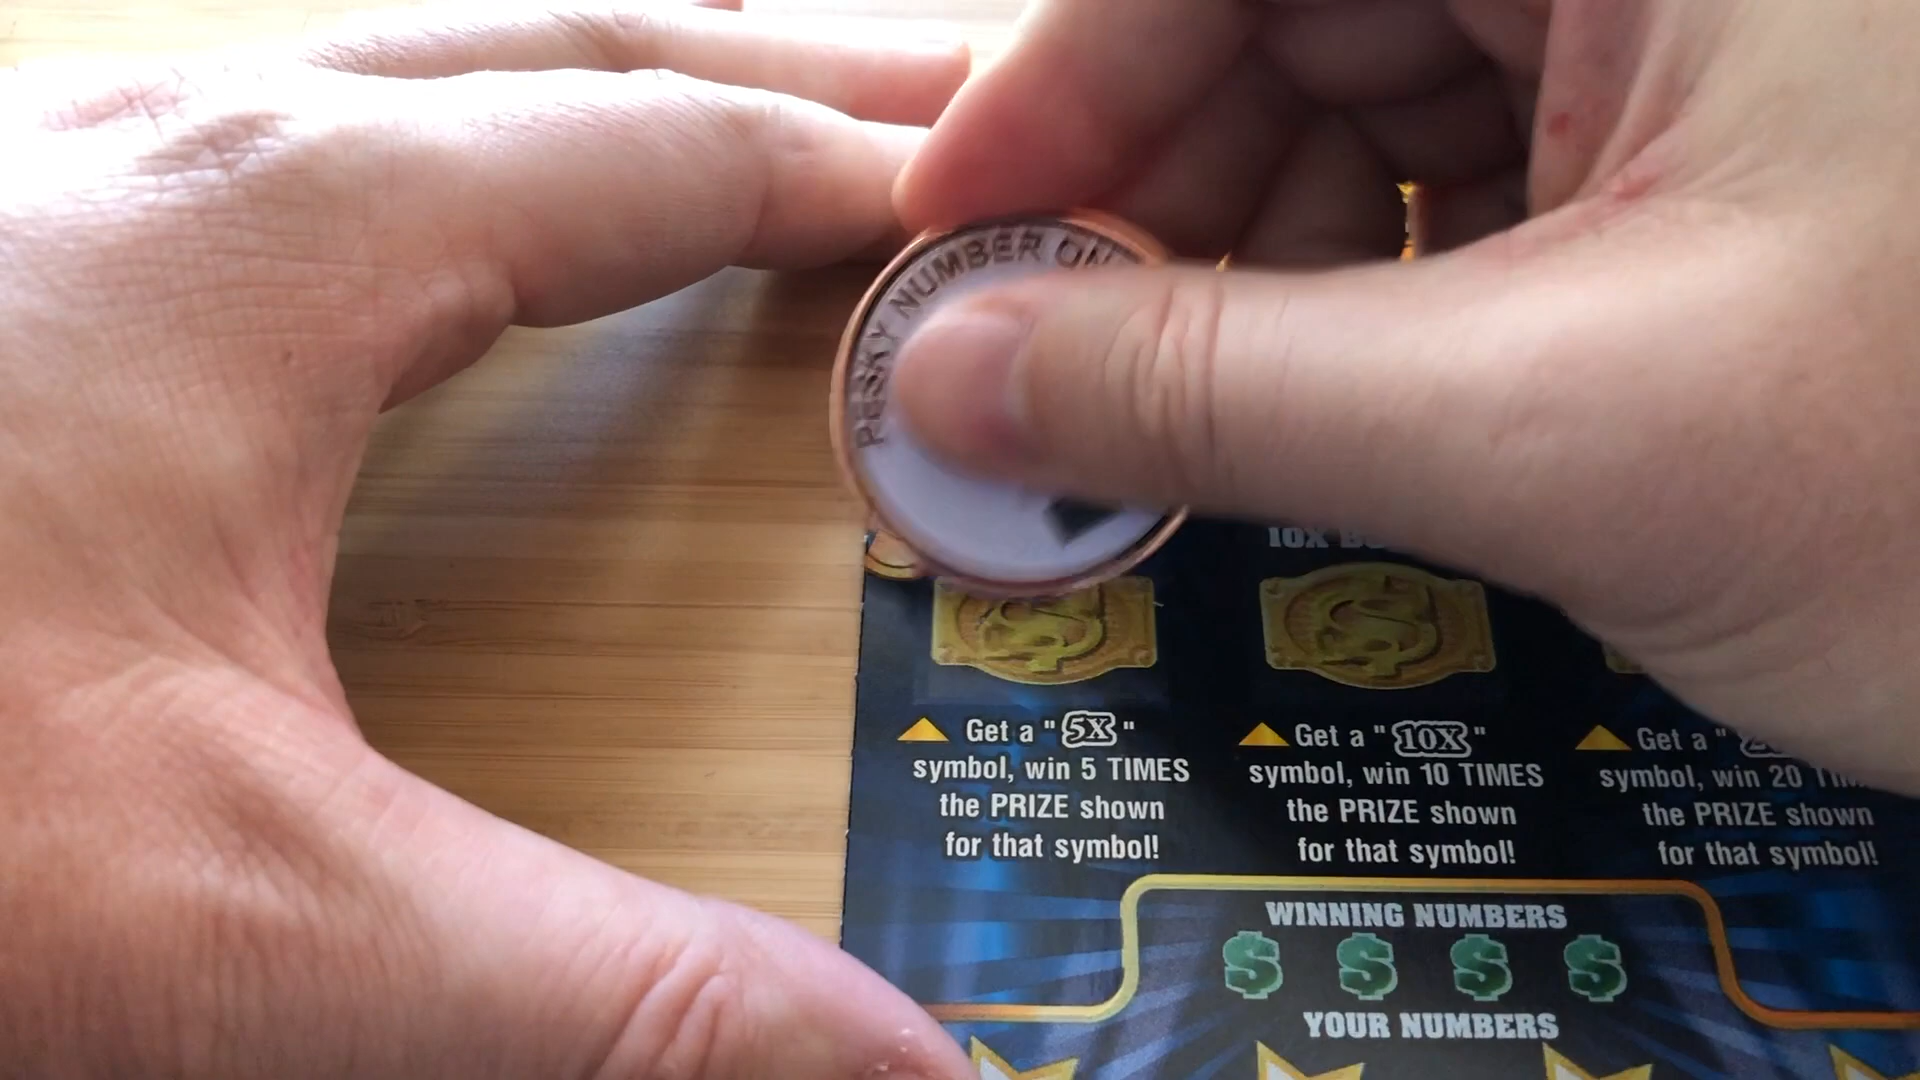 PESKY NUMBER ONE
10X
Get a "5X"
symbol, win 5 TIMES
the PRIZE shown
for that symbol!
Get a "10X"
symbol, win 10 TIMES
the PRIZE shown
for that symbol!
Get a "
symbol, win 20
the PRIZE shown
for that symbol!
WINNING NUMBERS
$ $ $ $
YOUR NUMBERS